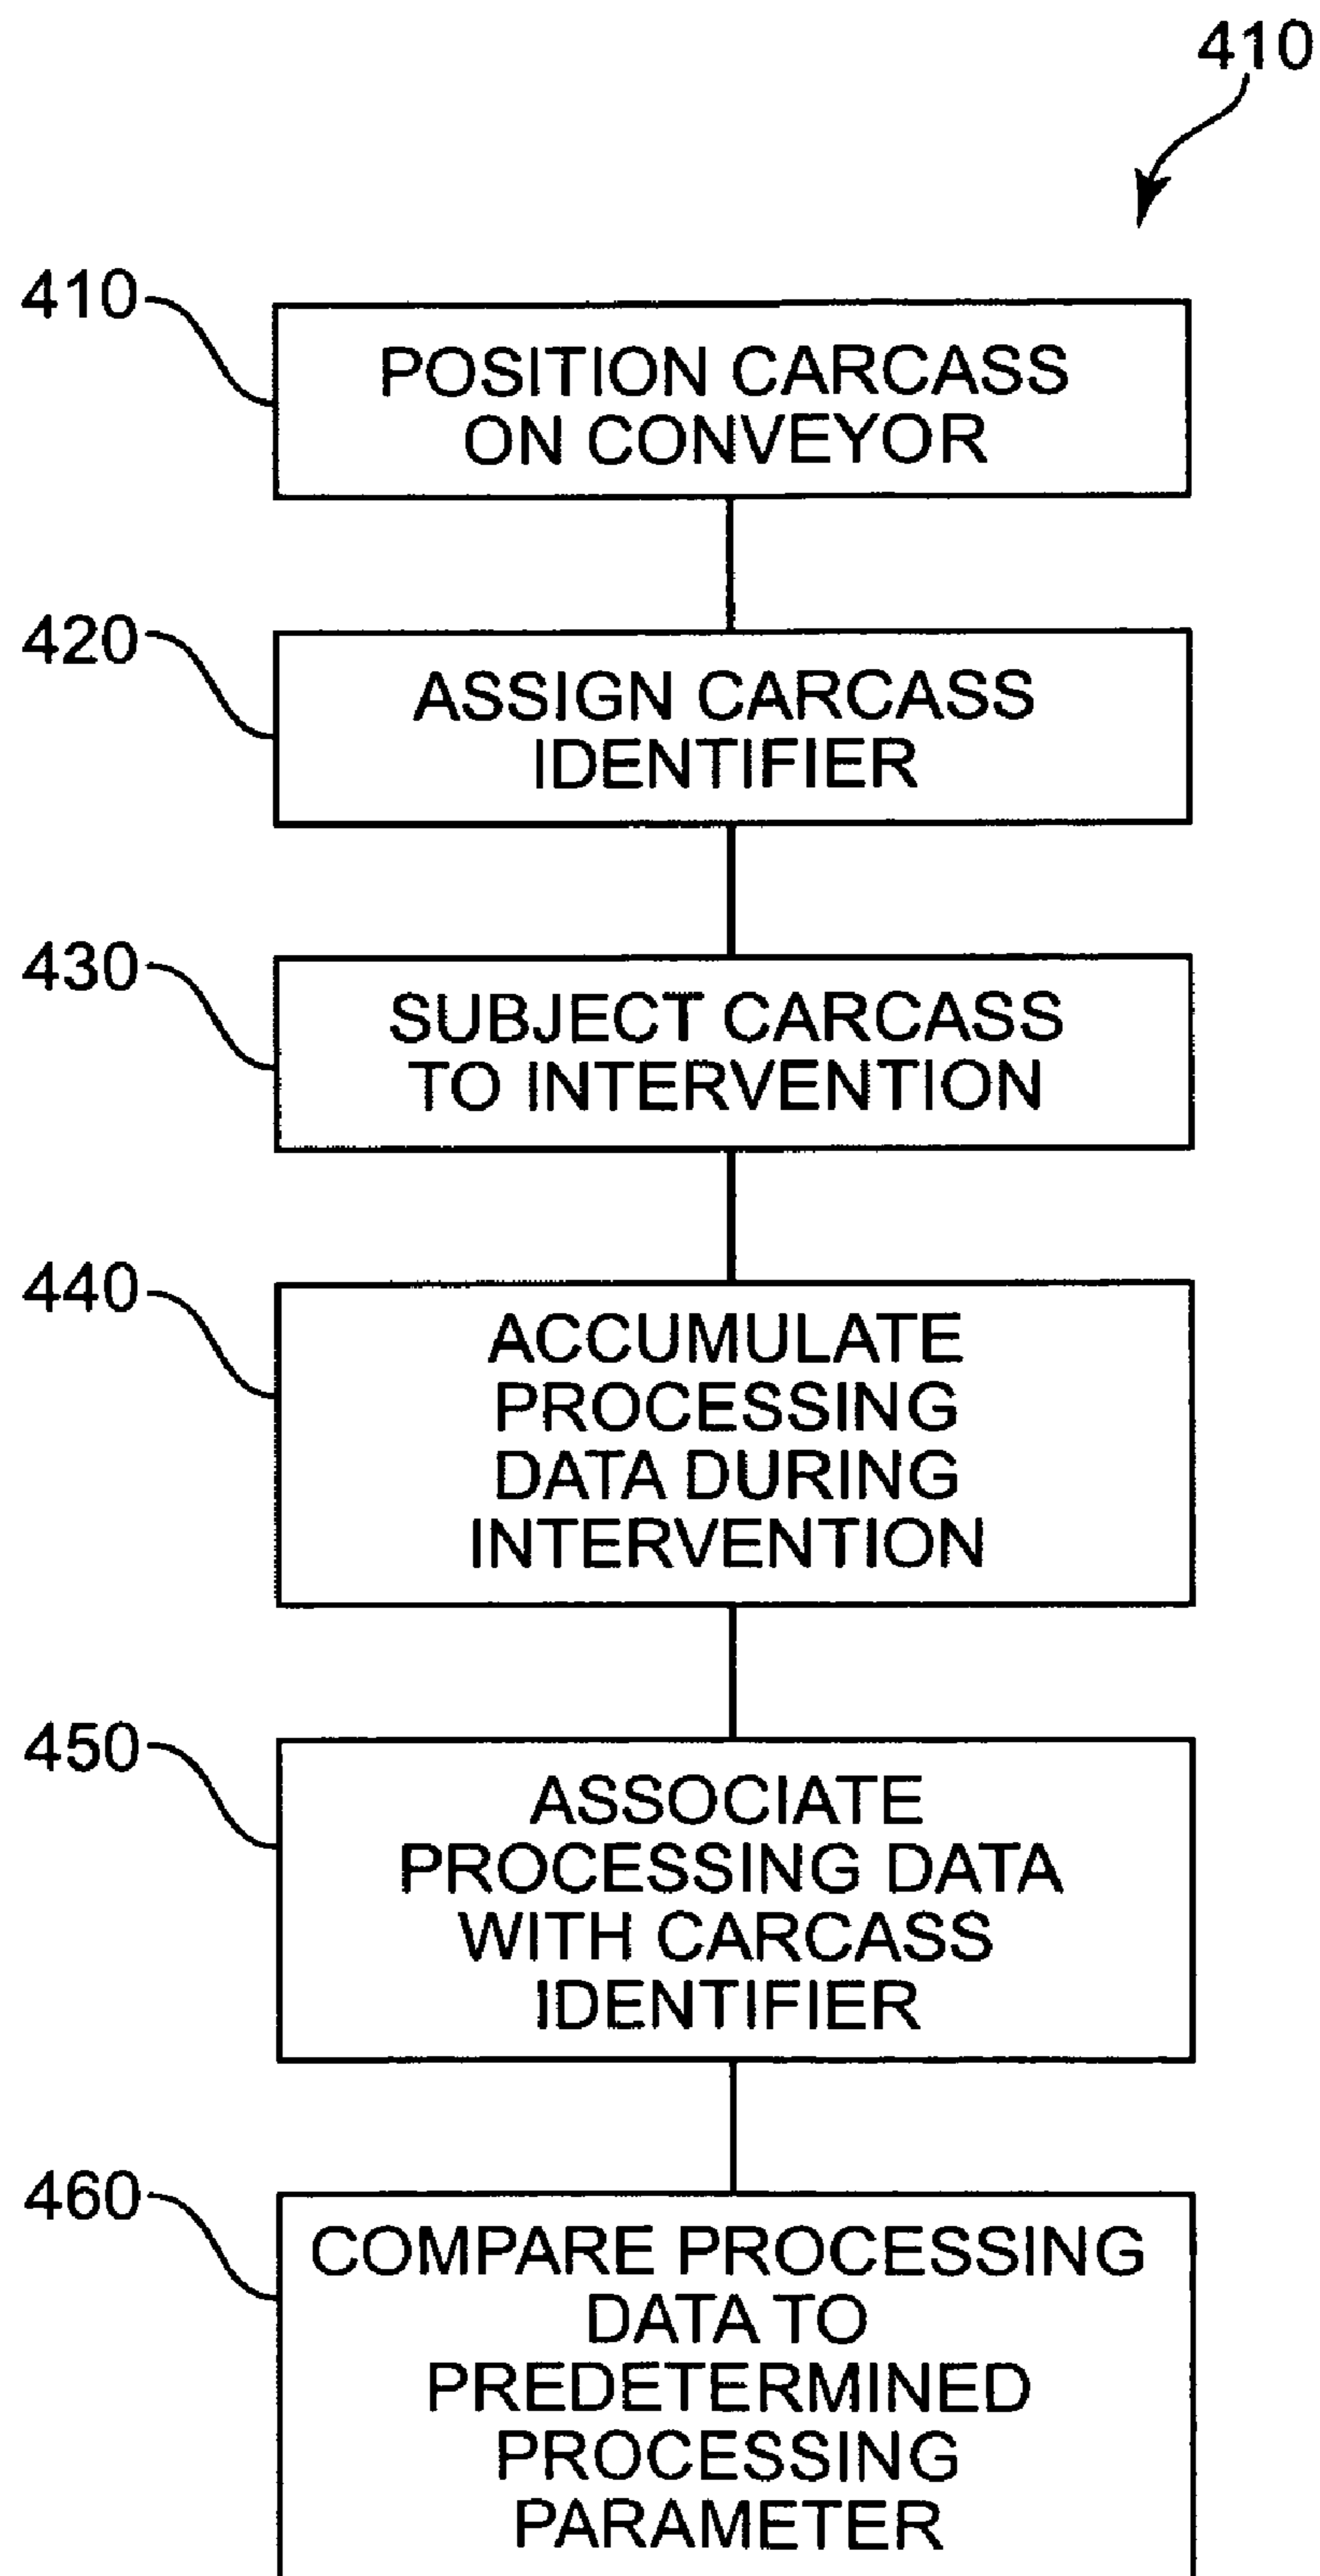 410
410
POSITION CARCASS
ON CONVEYOR
420
ASSIGN CARCASS
IDENTIFIER
430
SUBJECT CARCASS
TO INTERVENTION
440
ACCUMULATE
PROCESSING
DATA DURING
INTERVENTION
450
ASSOCIATE
PROCESSING DATA
WITH CARCASS
IDENTIFIER
460
COMPARE PROCESSING
DATA TO
PREDETERMINED
PROCESSING
PARAMETER